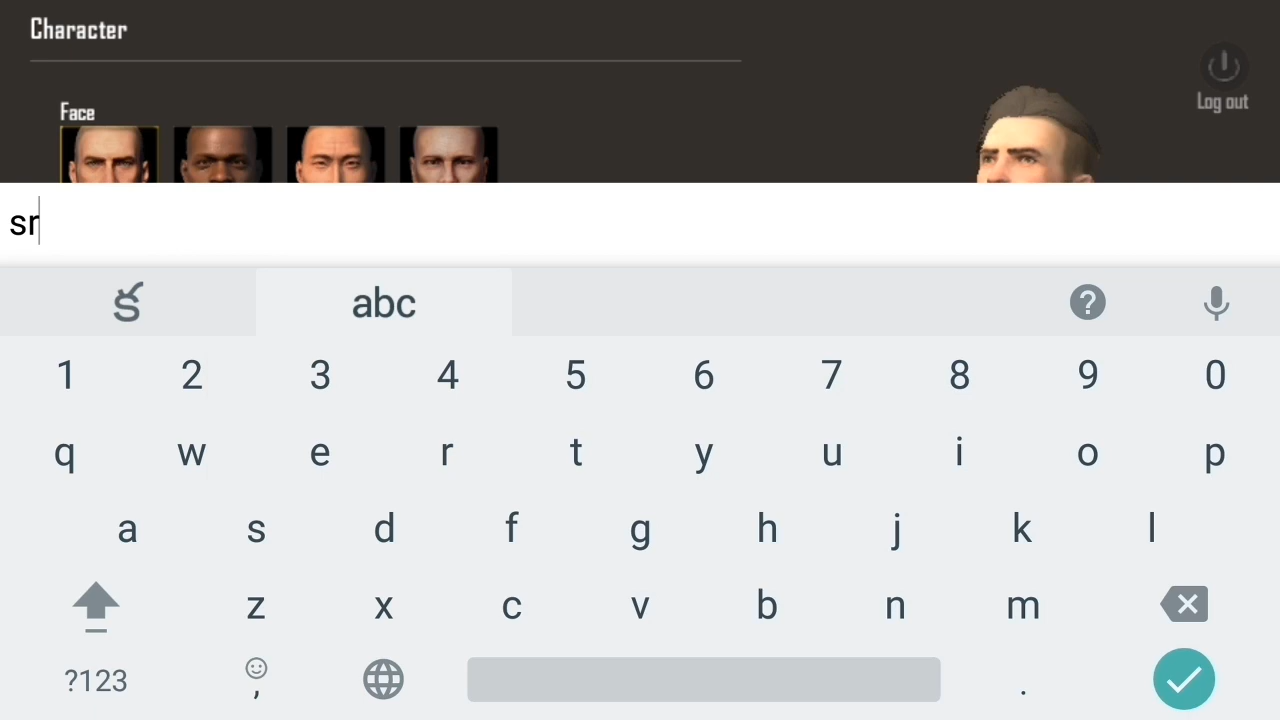 Character
Log out
Face
sr
క abc
1 2 3 4 5 6 7 8 9 0
q w e r t y u i o p
a s d f g h j k l
z x c v b n m
?123 , .